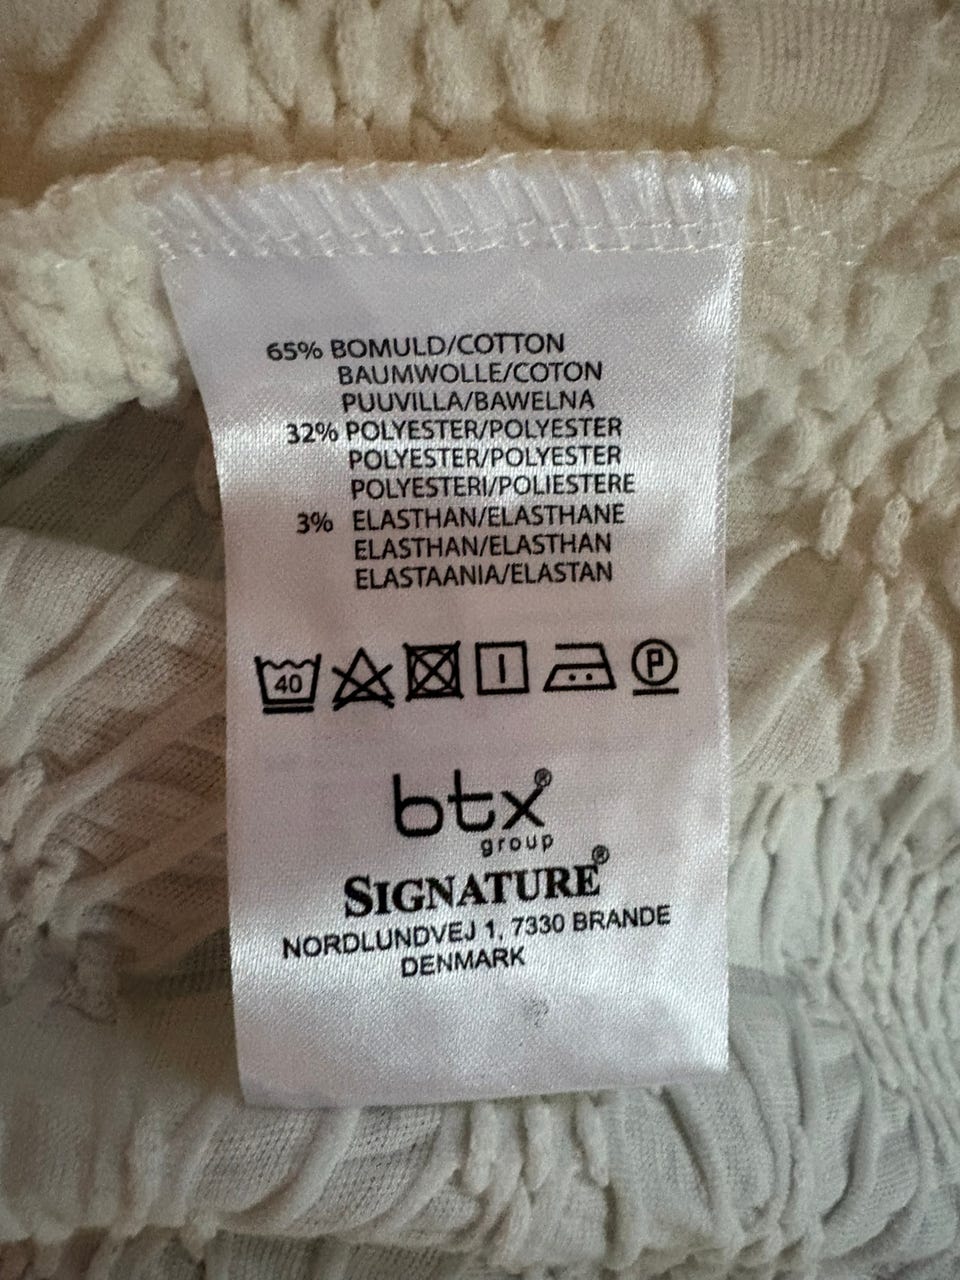 65% BOMULD/COTTON
BAUMWOLLE/COTON
PUUVILLA/BAWELNA
32% POLYESTER/POLYESTER
POLYESTER/POLYESTER
POLYESTERI/POLIESTERE
3% ELASTHAN/ELASTHANE
ELASTHAN/ELASTHAN
ELASTAANIA/ELASTAN
40 P
btx®
group
SIGNATURE®
NORDLUNDVEJ 1, 7330 BRANDE
DENMARK